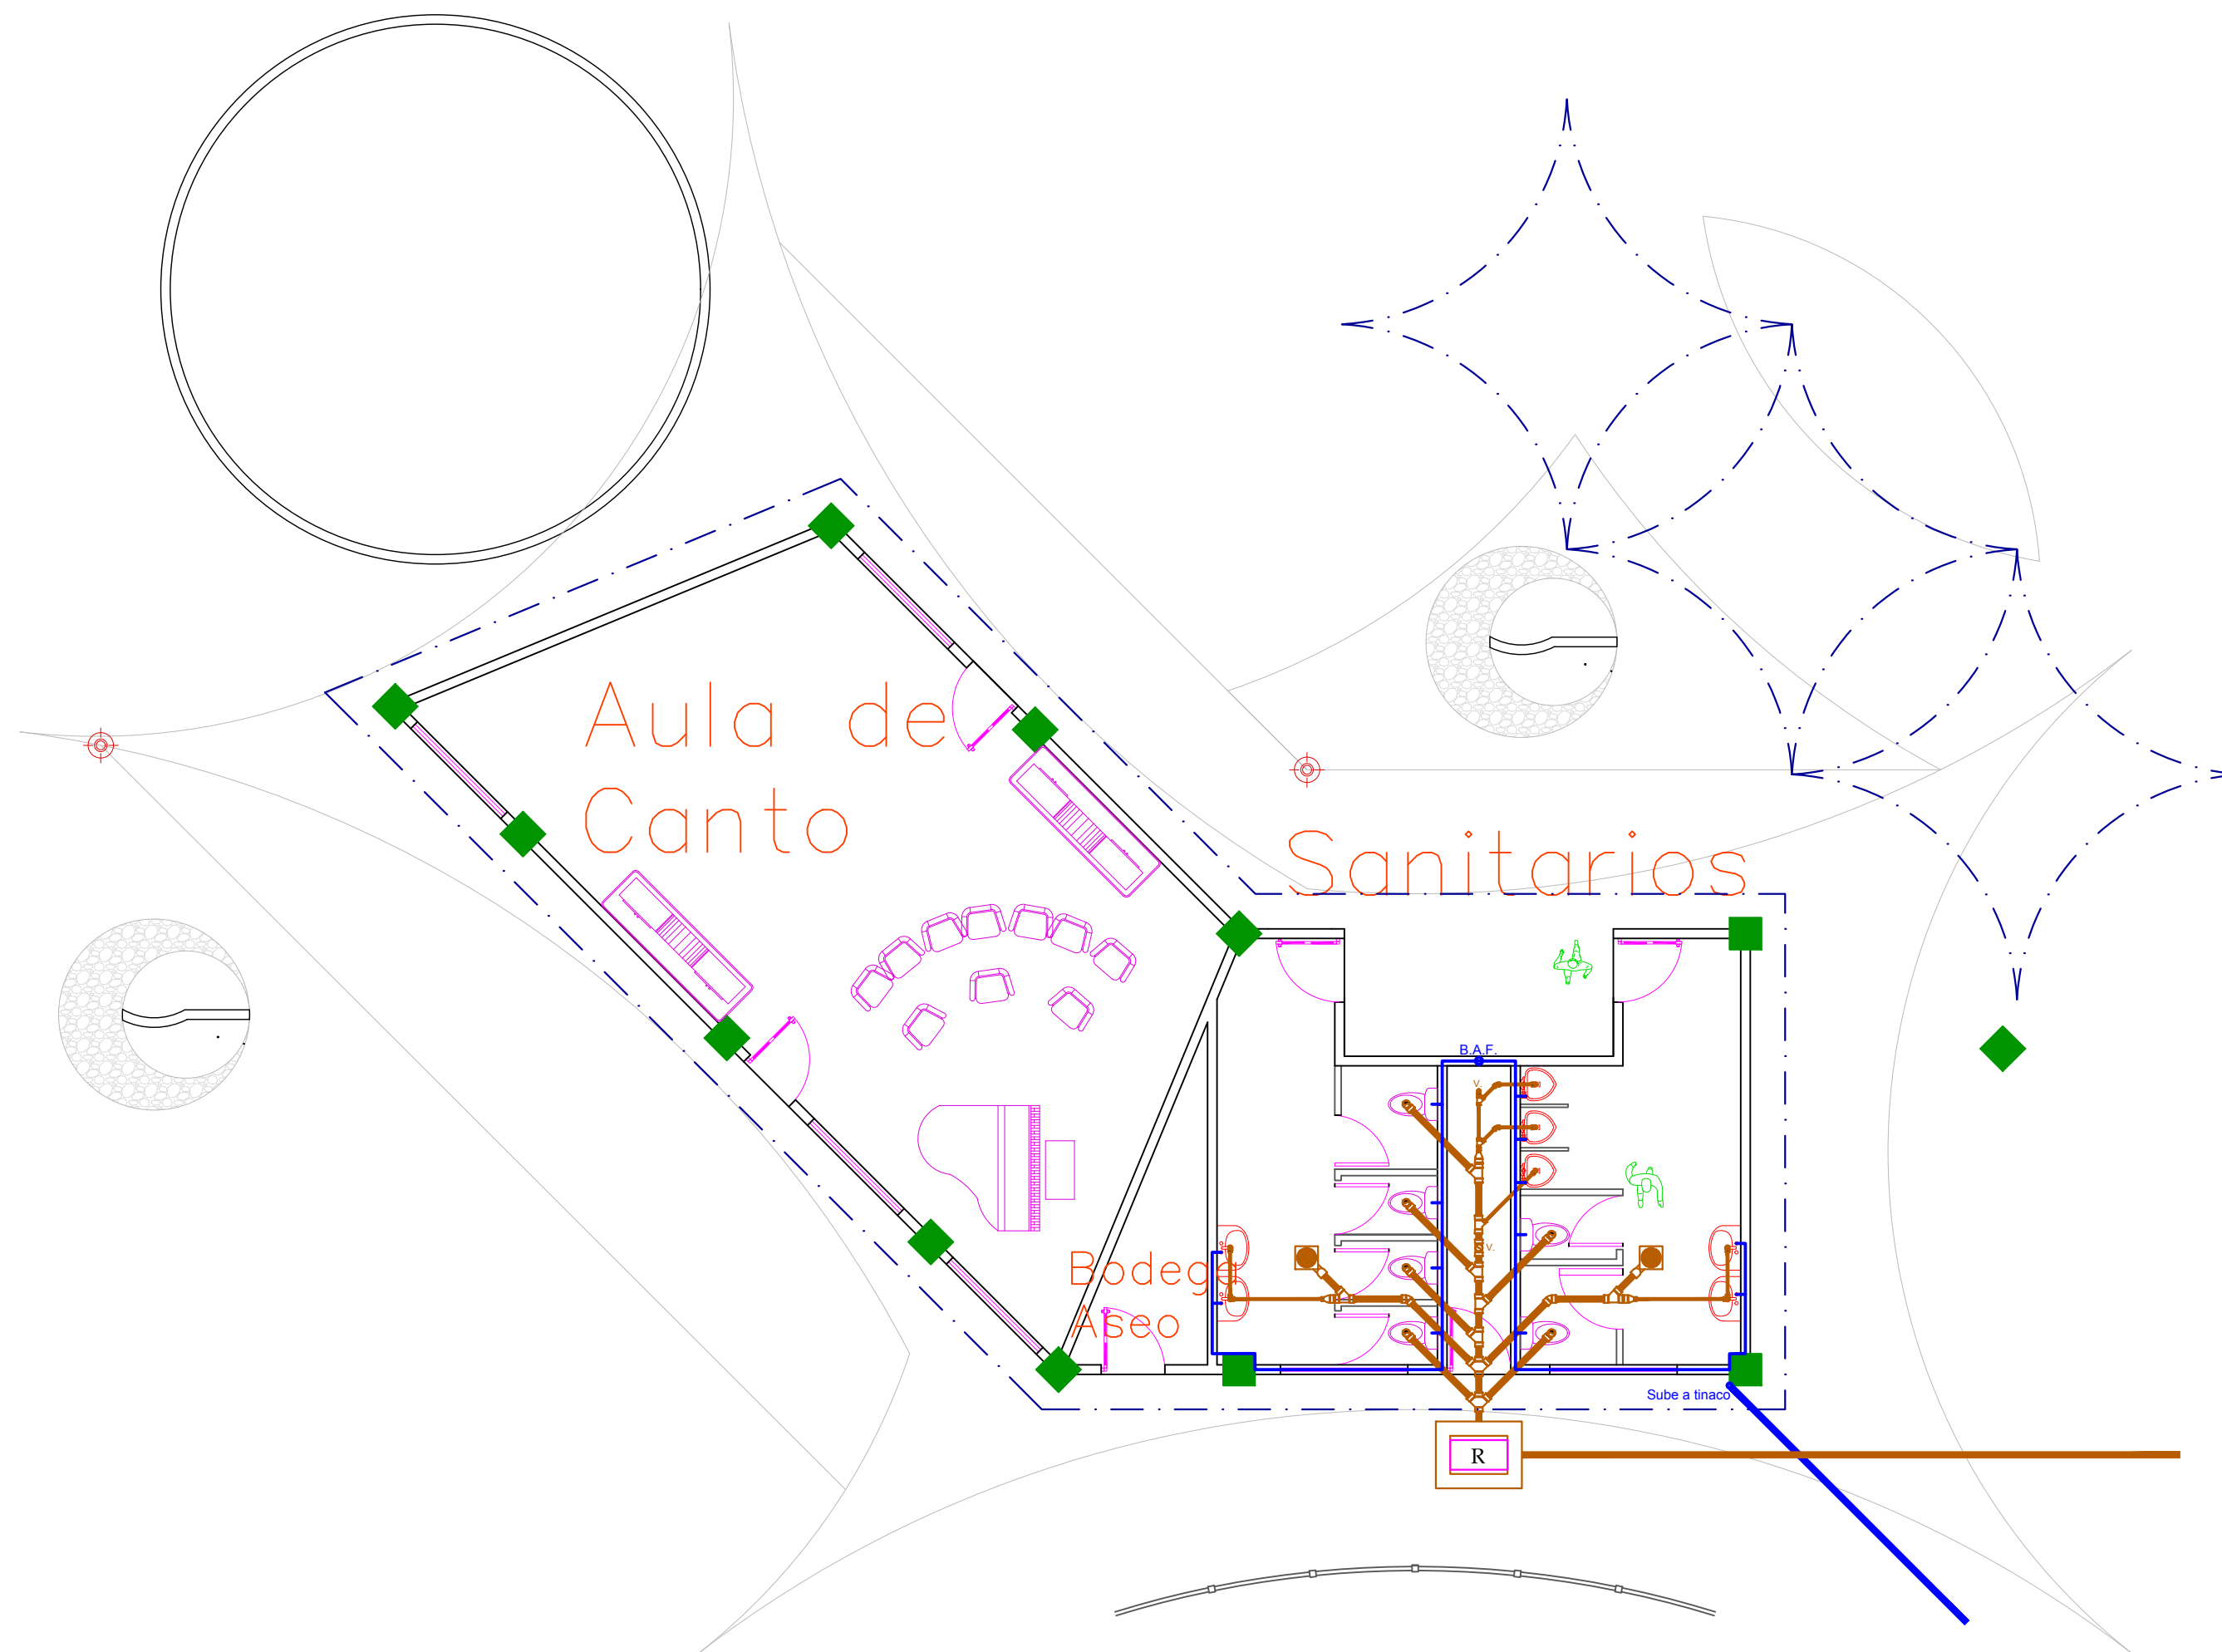 Aula de
Canto
Sanitarios
B.A.F.
V.
V.
Bodega
Aseo
Sube a tinaco
R